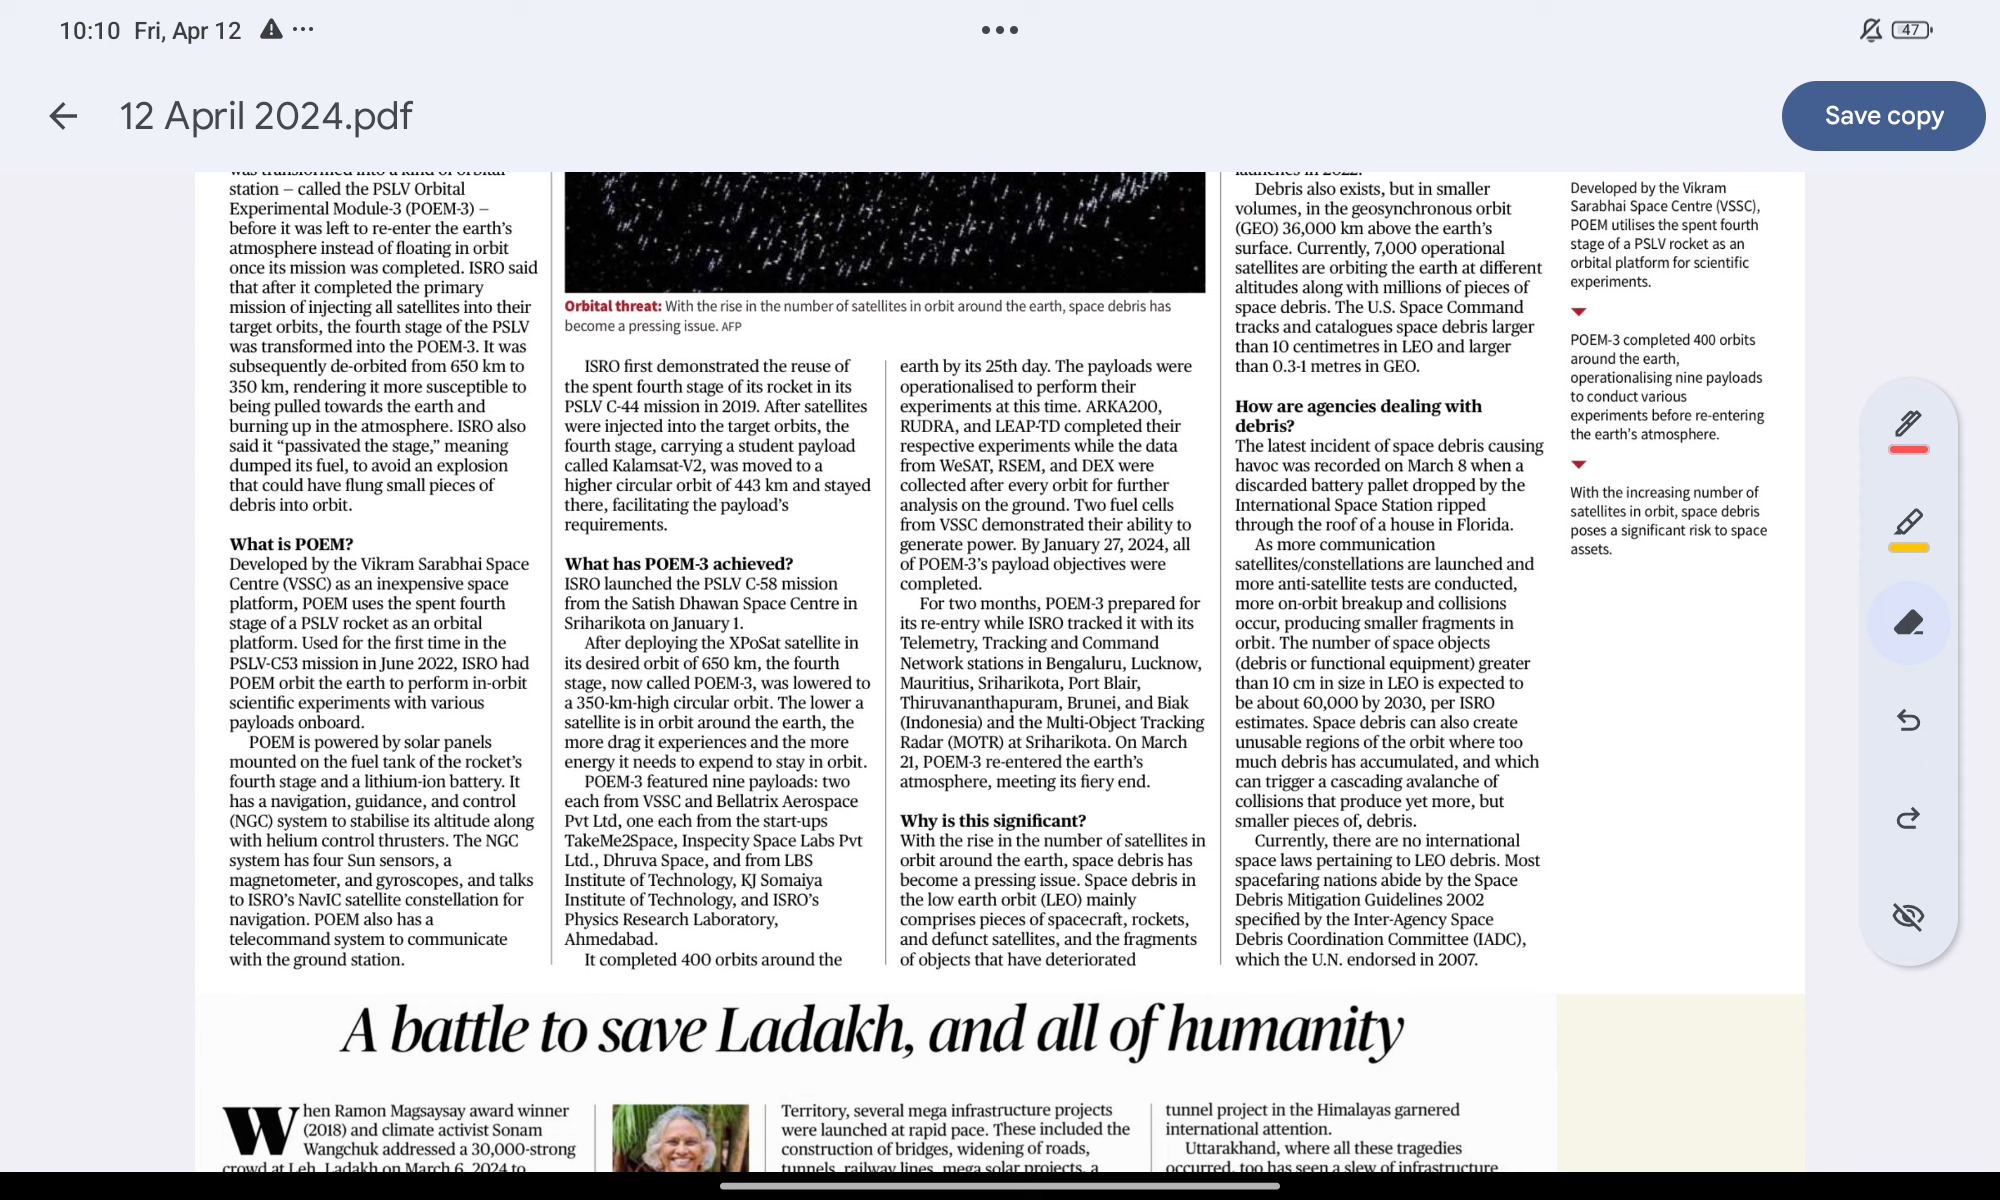 10:10 Fri, Apr 12
47
12 April 2024.pdf
Save copy
was transformed into a kind of orbital
station – called the PSLV Orbital
Experimental Module-3 (POEM-3) –
before it was left to re-enter the earth's
atmosphere instead of floating in orbit
once its mission was completed. ISRO said
that after it completed the primary
mission of injecting all satellites into their
target orbits, the fourth stage of the PSLV
was transformed into the POEM-3. It was
subsequently de-orbited from 650 km to
350 km, rendering it more susceptible to
being pulled towards the earth and
burning up in the atmosphere. ISRO also
said it “passivated the stage,” meaning
dumped its fuel, to avoid an explosion
that could have flung small pieces of
debris into orbit.
What is POEM?
Developed by the Vikram Sarabhai Space
Centre (VSSC) as an inexpensive space
platform, POEM uses the spent fourth
stage of a PSLV rocket as an orbital
platform. Used for the first time in the
PSLV-C53 mission in June 2022, ISRO had
POEM orbit the earth to perform in-orbit
scientific experiments with various
payloads onboard.
POEM is powered by solar panels
mounted on the fuel tank of the rocket's
fourth stage and a lithium-ion battery. It
has a navigation, guidance, and control
(NGC) system to stabilise its altitude along
with helium control thrusters. The NGC
system has four Sun sensors, a
magnetometer, and gyroscopes, and talks
to ISRO's NavIC satellite constellation for
navigation. POEM also has a
telecommand system to communicate
with the ground station.
Orbital threat: With the rise in the number of satellites in orbit around the earth, space debris has
become a pressing issue. AFP
ISRO first demonstrated the reuse of
the spent fourth stage of its rocket in its
PSLV C-44 mission in 2019. After satellites
were injected into the target orbits, the
fourth stage, carrying a student payload
called Kalamsat-V2, was moved to a
higher circular orbit of 443 km and stayed
there, facilitating the payload's
requirements.
What has POEM-3 achieved?
ISRO launched the PSLV C-58 mission
from the Satish Dhawan Space Centre in
Sriharikota on January 1.
After deploying the XPoSat satellite in
its desired orbit of 650 km, the fourth
stage, now called POEM-3, was lowered to
a 350-km-high circular orbit. The lower a
satellite is in orbit around the earth, the
more drag it experiences and the more
energy it needs to expend to stay in orbit.
POEM-3 featured nine payloads: two
each from VSSC and Bellatrix Aerospace
Pvt Ltd, one each from the start-ups
TakeMe2Space, Inspecity Space Labs Pvt
Ltd., Dhruva Space, and from LBS
Institute of Technology, KJ Somaiya
Institute of Technology, and ISRO's
Physics Research Laboratory,
Ahmedabad.
It completed 400 orbits around the
earth by its 25th day. The payloads were
operationalised to perform their
experiments at this time. ARKA200,
RUDRA, and LEAP-TD completed their
respective experiments while the data
from WeSAT, RSEM, and DEX were
collected after every orbit for further
analysis on the ground. Two fuel cells
from VSSC demonstrated their ability to
generate power. By January 27, 2024, all
of POEM-3's payload objectives were
completed.
For two months, POEM-3 prepared for
its re-entry while ISRO tracked it with its
Telemetry, Tracking and Command
Network stations in Bengaluru, Lucknow,
Mauritius, Sriharikota, Port Blair,
Thiruvananthapuram, Brunei, and Biak
(Indonesia) and the Multi-Object Tracking
Radar (MOTR) at Sriharikota. On March
21, POEM-3 re-entered the earth's
atmosphere, meeting its fiery end.
Why is this significant?
With the rise in the number of satellites in
orbit around the earth, space debris has
become a pressing issue. Space debris in
the low earth orbit (LEO) mainly
comprises pieces of spacecraft, rockets,
and defunct satellites, and the fragments
of objects that have deteriorated
launches in 2022.
Debris also exists, but in smaller
volumes, in the geosynchronous orbit
(GEO) 36,000 km above the earth's
surface. Currently, 7,000 operational
satellites are orbiting the earth at different
altitudes along with millions of pieces of
space debris. The U.S. Space Command
tracks and catalogues space debris larger
than 10 centimetres in LEO and larger
than 0.3-1 metres in GEO.
How are agencies dealing with
debris?
The latest incident of space debris causing
havoc was recorded on March 8 when a
discarded battery pallet dropped by the
International Space Station ripped
through the roof of a house in Florida.
As more communication
satellites/constellations are launched and
more anti-satellite tests are conducted,
more on-orbit breakup and collisions
occur, producing smaller fragments in
orbit. The number of space objects
(debris or functional equipment) greater
than 10 cm in size in LEO is expected to
be about 60,000 by 2030, per ISRO
estimates. Space debris can also create
unusable regions of the orbit where too
much debris has accumulated, and which
can trigger a cascading avalanche of
collisions that produce yet more, but
smaller pieces of, debris.
Currently, there are no international
space laws pertaining to LEO debris. Most
spacefaring nations abide by the Space
Debris Mitigation Guidelines 2002
specified by the Inter-Agency Space
Debris Coordination Committee (IADC),
which the U.N. endorsed in 2007.
Developed by the Vikram
Sarabhai Space Centre (VSSC),
POEM utilises the spent fourth
stage of a PSLV rocket as an
orbital platform for scientific
experiments.
POEM-3 completed 400 orbits
around the earth,
operationalising nine payloads
to conduct various
experiments before re-entering
the earth's atmosphere.
With the increasing number of
satellites in orbit, space debris
poses a significant risk to space
assets.
A battle to save Ladakh, and all of humanity
When Ramon Magsaysay award winner
(2018) and climate activist Sonam
Wangchuk addressed a 30,000-strong
crowd at Leh, Ladakh on March 6, 2024 to
Territory, several mega infrastructure projects
were launched at rapid pace. These included the
construction of bridges, widening of roads,
tunnels, railway lines, mega solar projects, a
tunnel project in the Himalayas garnered
international attention.
Uttarakhand, where all these tragedies
occurred, too has seen a slew of infrastructure